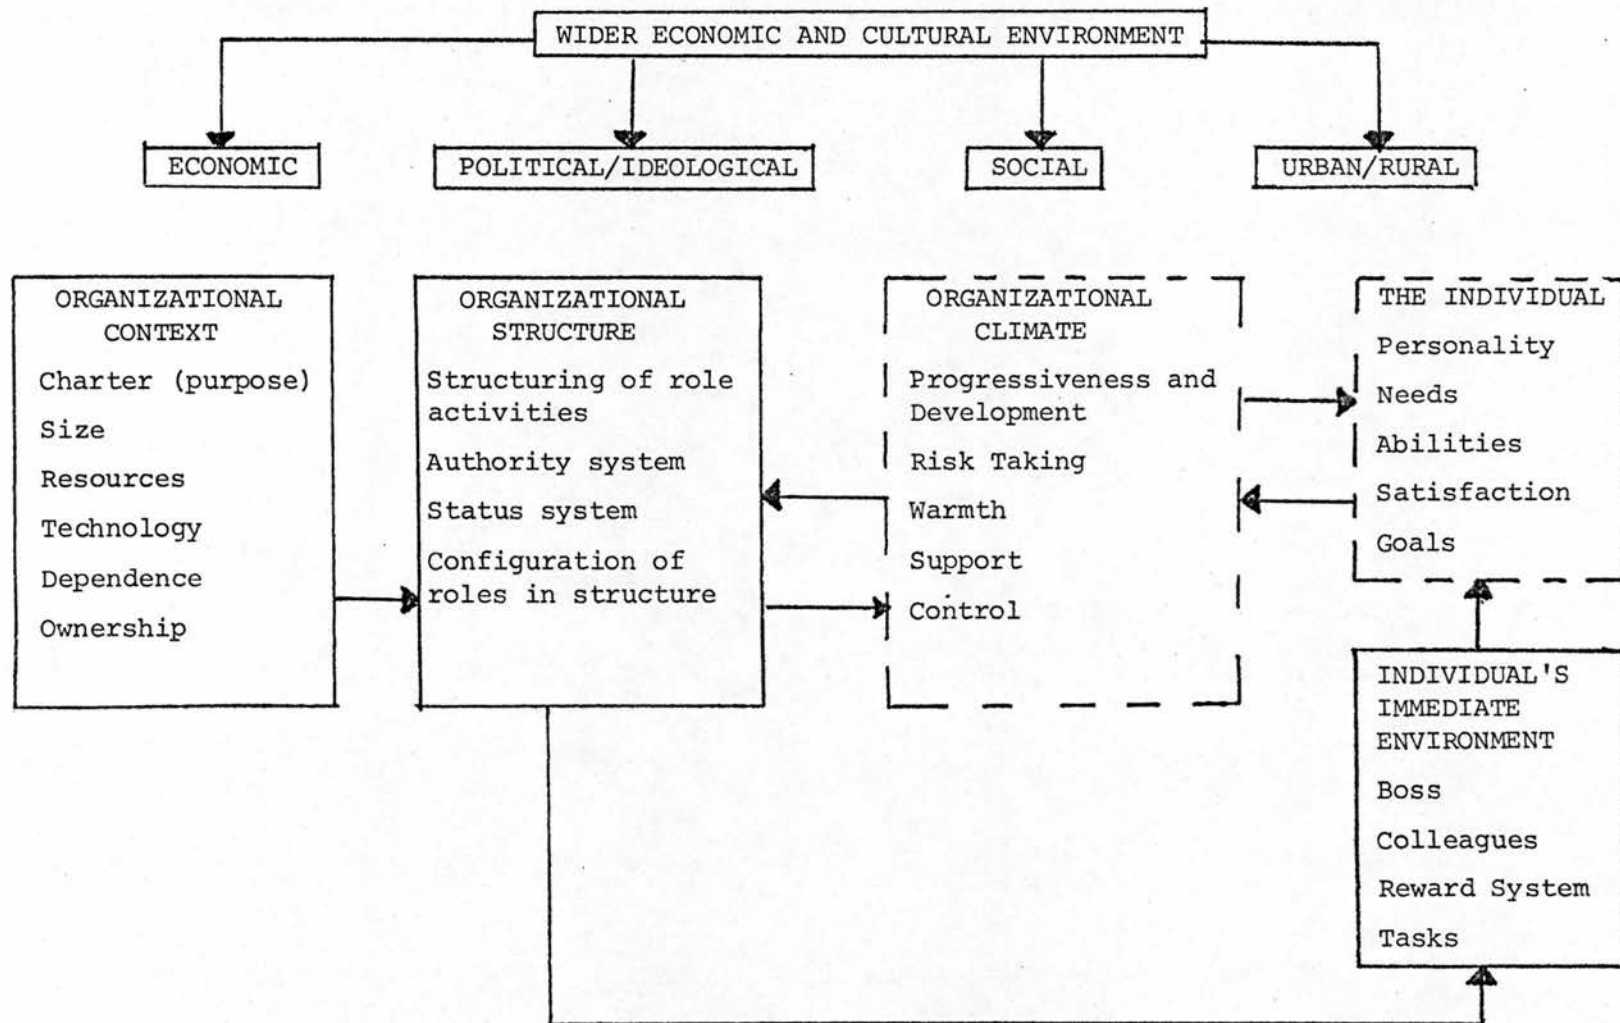 WIDER ECONOMIC AND CULTURAL ENVIRONMENT
ECONOMIC
POLITICAL/IDEOLOGICAL
SOCIAL
URBAN/RURAL
ORGANIZATIONAL
CONTEXT
Charter (purpose)
Size
Resources
Technology
Dependence
Ownership
ORGANIZATIONAL
STRUCTURE
Structuring of role
activities
Authority system
Status system
Configuration of
roles in structure
ORGANIZATIONAL
CLIMATE
Progressiveness and
Development
Risk Taking
Warmth
Support
Control
THE INDIVIDUAL
Personality
Needs
Abilities
Satisfaction
Goals
INDIVIDUAL'S
IMMEDIATE
ENVIRONMENT
Boss
Colleagues
Reward System
Tasks